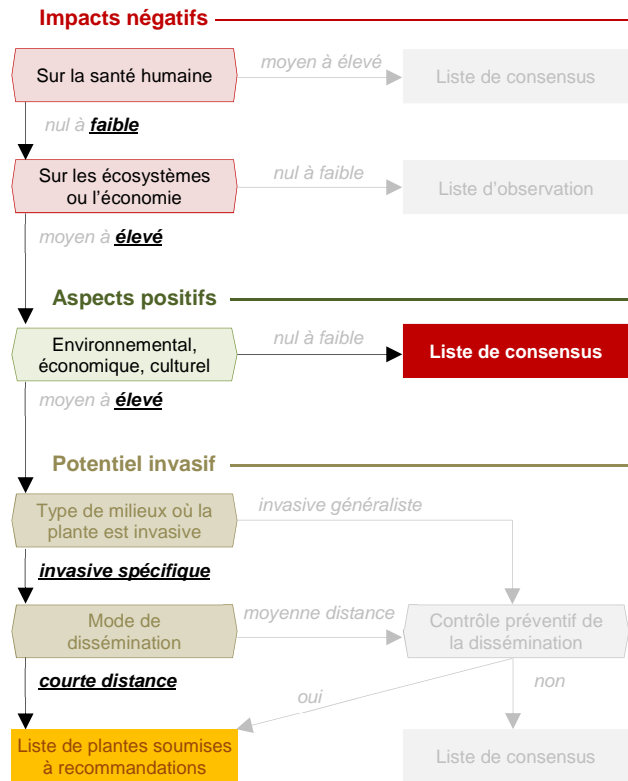 Impacts négatifs
Sur la santé humaine
moyen à élevé
Liste de consensus
nul à faible
Sur les écosystèmes
ou l'économie
nul à faible
Liste d'observation
moyen à élevé
Aspects positifs
Environnemental,
économique, culturel
nul à faible
Liste de consensus
moyen à élevé
Potentiel invasif
Type de milieux où la
plante est invasive
invasive généraliste
invasive spécifique
Mode de
dissémination
moyenne distance
Contrôle préventif de
la dissémination
courte distance
oui
non
Liste de plantes soumises
à recommandations
Liste de consensus